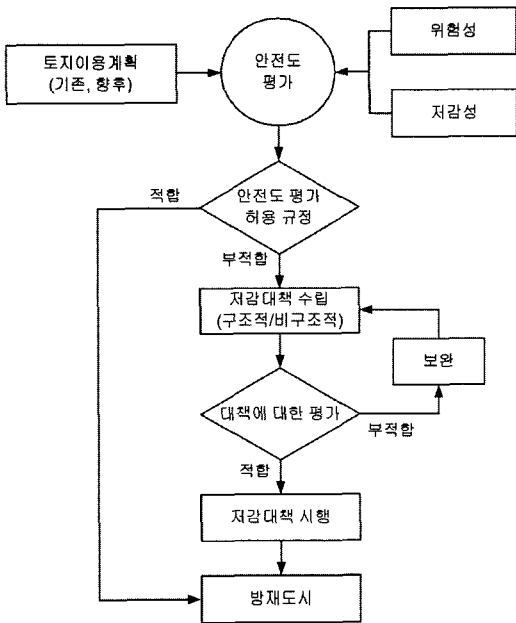 위험성
토지이용계획
(기존, 향후)
안전도
평가
저감성
적합
안전도 평가
허용 규정
부적합
저감대책 수립
(구조적/비구조적)
보완
대책에 대한 평가
부적합
적합
저감대책 시행
방재도시